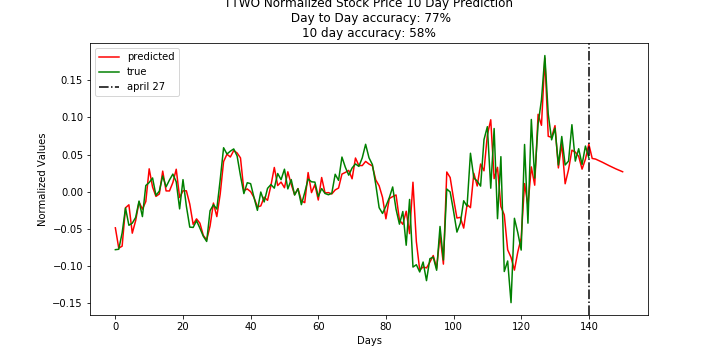 TTWO Normalized Stock Price 10 Day Prediction
Day to Day accuracy: 77%
10 day accuracy: 58%
predicted
true
april 27
Normalized Values
0.15
0.10
0.05
0.00
−0.05
−0.10
−0.15
0 20 40 60 80 100 120 140
Days